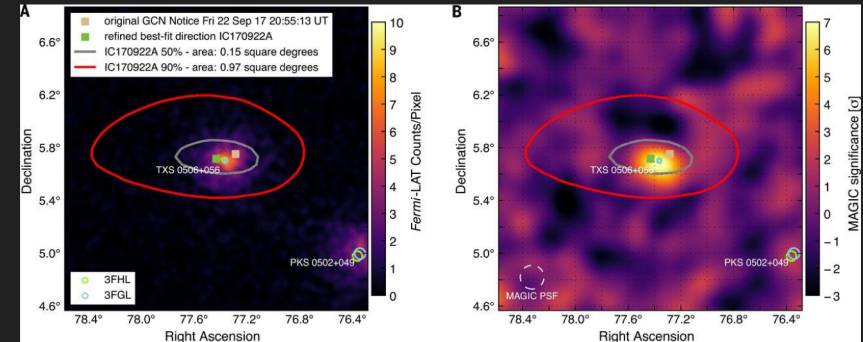 A
original GCN Notice Fri 22 Sep 17 20:55:13 UT
refined best-fit direction IC170922A
IC170922A 50% - area: 0.15 square degrees
IC170922A 90% - area: 0.97 square degrees
6.6°
6.2°
5.8°
5.4°
5.0°
4.6°
Declination
TXS 0506+056
PKS 0502+049
3FHL
3FGL
78.4°
78.0°
77.6°
77.2°
76.8°
76.4°
Right Ascension
10
9
8
7
6
5
4
3
2
1
0
Fermi-LAT Counts/Pixel
B
6.6°
6.2°
5.8°
5.4°
5.0°
4.6°
Declination
TXS 0506+056
PKS 0502+049
MAGIC PSF
78.4°
78.0°
77.6°
77.2°
76.8°
76.4°
Right Ascension
7
6
5
4
3
2
1
0
−1
−2
−3
MAGIC significance [σ]